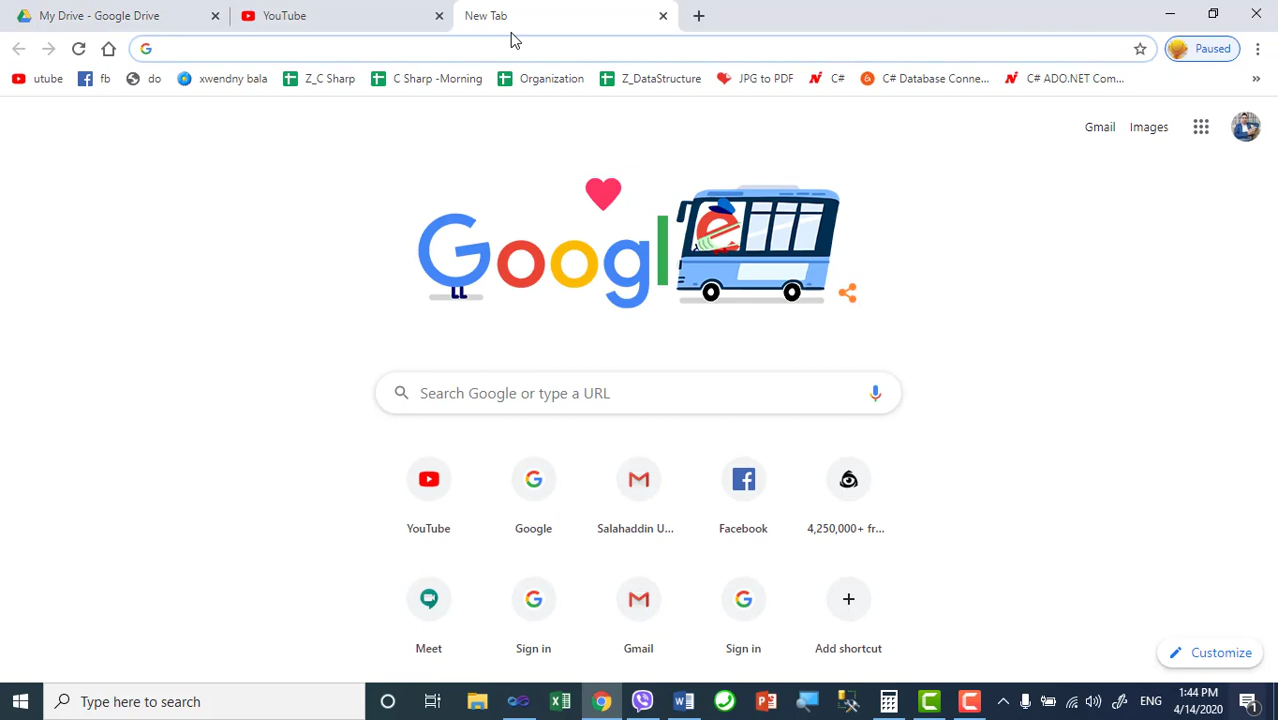 My Drive - Google Drive
YouTube
New Tab
Paused
utube
fb
do
xwendny bala
Z_C Sharp
C Sharp -Morning
Organization
Z_DataStructure
JPG to PDF
C#
C# Database Conne...
C# ADO.NET Com...
Gmail
Images
Google
Search Google or type a URL
YouTube
Google
Salahaddin U...
Facebook
4,250,000+ fr...
Meet
Sign in
Gmail
Sign in
Add shortcut
Customize
Type here to search
ENG
1:44 PM
4/14/2020
1